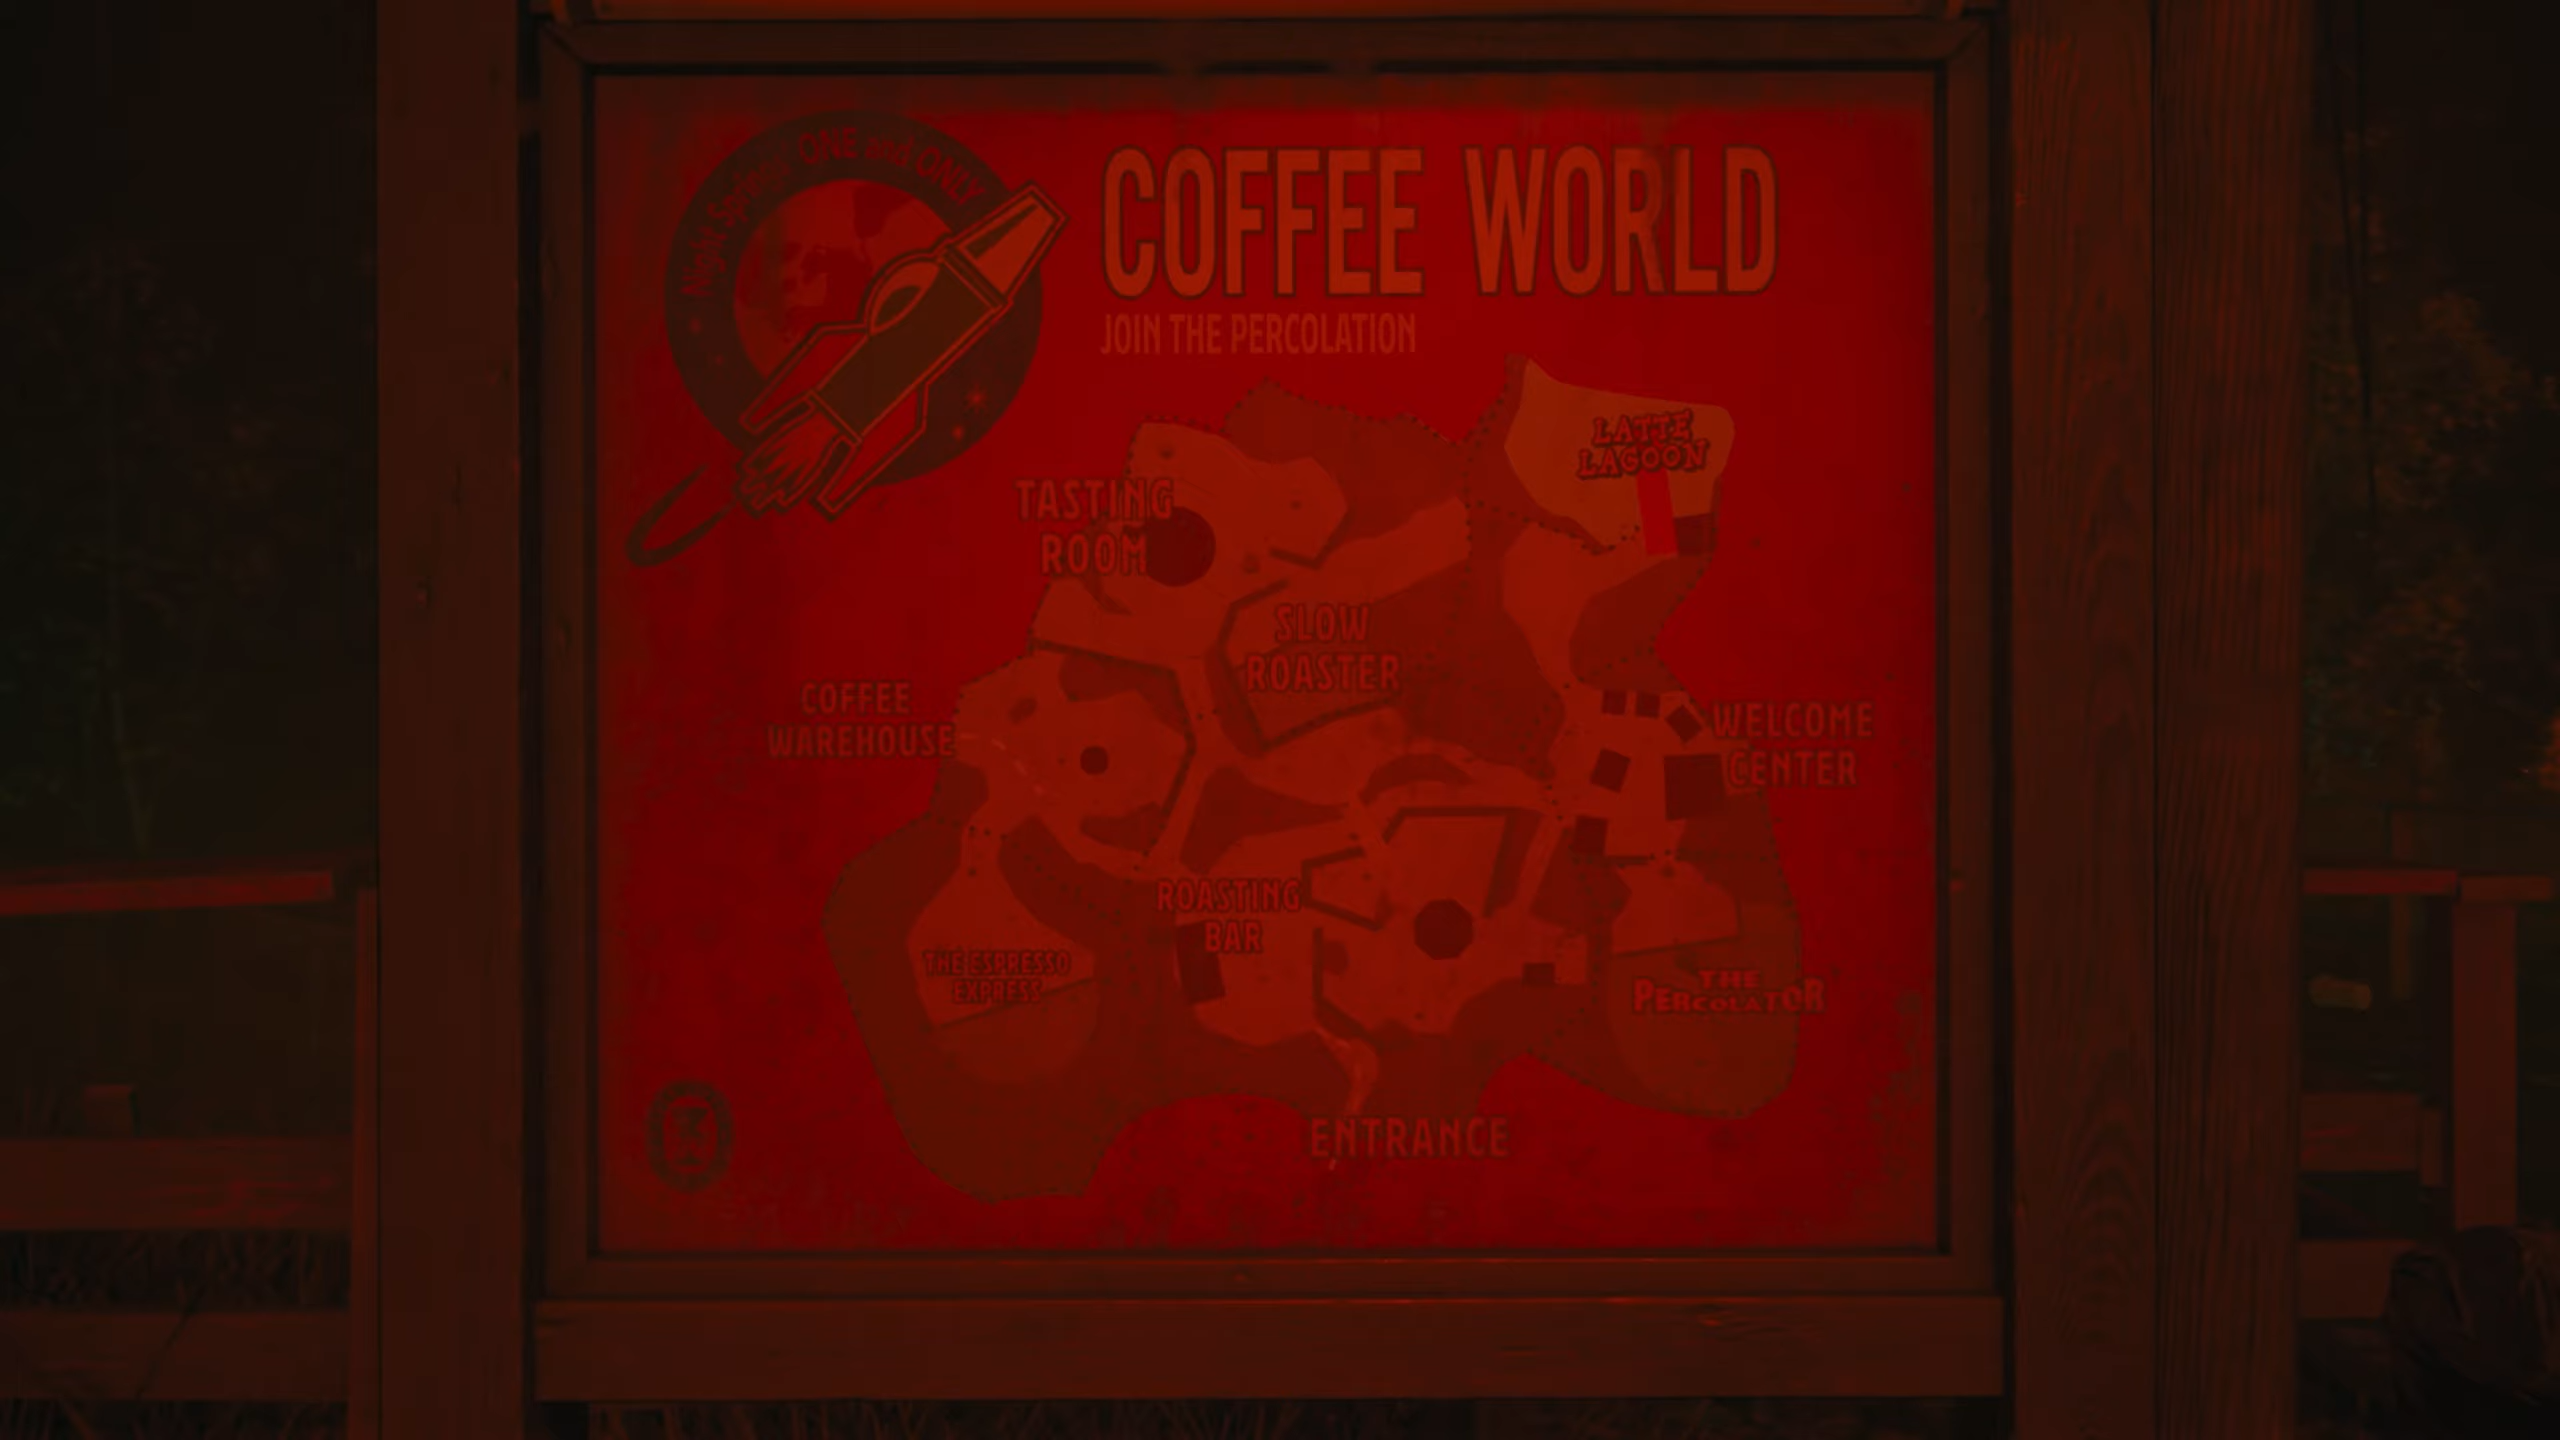 Night Springs ONE and ONLY
COFFEE WORLD
JOIN THE PERCOLATION
LATTE
LAGOON
TASTING
ROOM
SLOW
ROASTER
COFFEE
WAREHOUSE
WELCOME
CENTER
ROASTING
BAR
THE ESPRESSO
EXPRESS
THE
PERCOLATOR
ENTRANCE